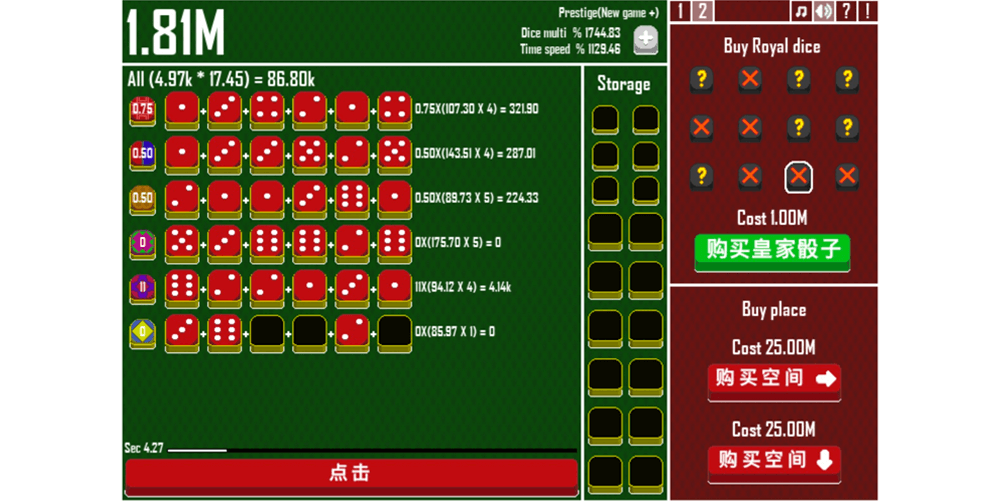 1.81M
Prestige(New game +)
Dice multi % 1744.83
Time speed % 1129.46
All (4.97k * 17.45) = 86.80k
0.75
0.75X(107.30 X 4) = 321.90
0.50
0.50X(143.51 X 4) = 287.01
0.50
0.50X(89.73 X 5) = 224.33
0
0X(175.70 X 5) = 0
11
11X(94.12 X 4) = 4.14k
0
0X(85.97 X 1) = 0
Sec 4.27
点击
Storage
1 2 ? !
Buy Royal dice
? ? ?
? ?
?
Cost 1.00M
购买皇家骰子
Buy place
Cost 25.00M
购买空间
Cost 25.00M
购买空间